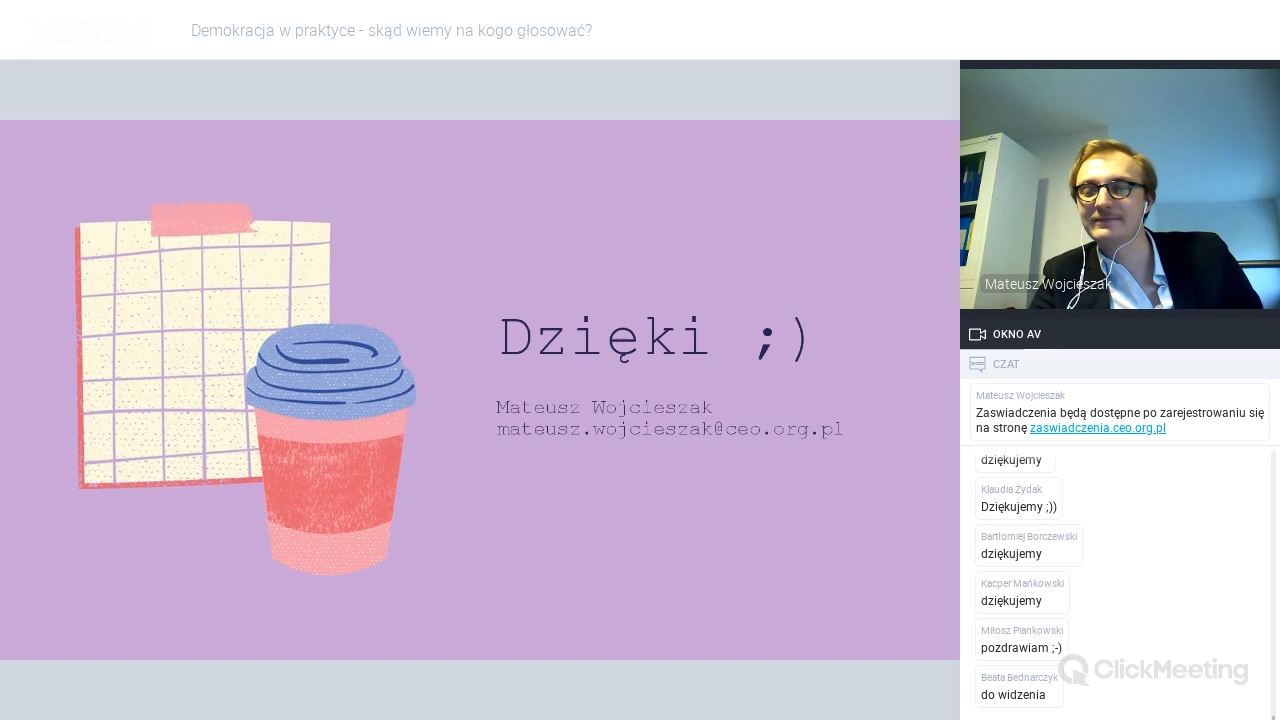 Demokracja w praktyce - skąd wiemy na kogo głosować?
Dzięki ;)
Mateusz Wojcieszak
mateusz.wojcieszak@ceo.org.pl
Mateusz Wojcieszak
OKNO AV
CZAT
Mateusz Wojcieszak
Zaswiadczenia będą dostępne po zarejestrowaniu się
na stronę zaswiadczenia.ceo.org.pl
dziękujemy
Klaudia Żydak
Dziękujemy ;))
Bartłomiej Borczewski
dziękujemy
Kacper Mańkowski
dziękujemy
Miłosz Plankowski
pozdrawiam ;-)
Beata Bednarczyk
do widzenia
ClickMeeting